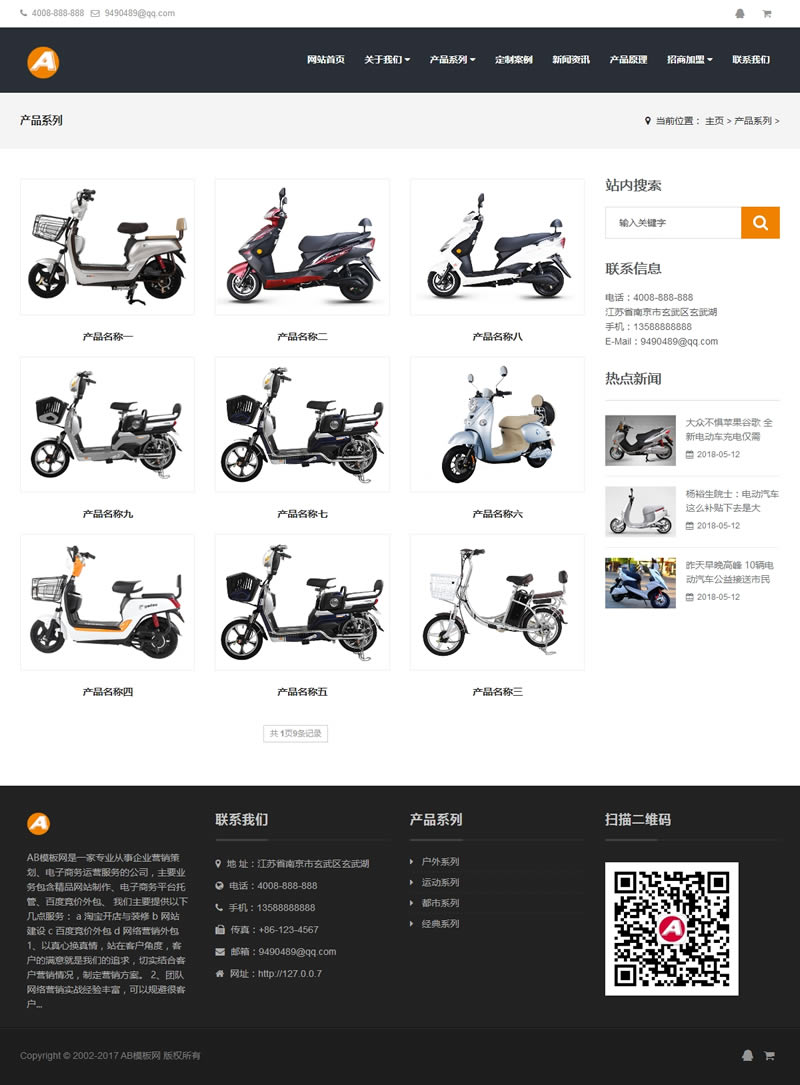 4008-888-888 9490489@qq.com
A
网站首页 关于我们 产品系列 定制案例 新闻资讯 产品原理 招商加盟 联系我们
产品系列
当前位置： 主页 > 产品系列 >
产品名称一
产品名称二
产品名称八
产品名称九
产品名称七
产品名称六
产品名称四
产品名称五
产品名称三
共 1页9条记录
站内搜索
输入关键字
联系信息
电话：4008-888-888
江苏省南京市玄武区玄武湖
手机：13588888888
E-Mail：9490489@qq.com
热点新闻
大众不惧苹果谷歌 全
新电动车充电仅需
2018-05-12
杨裕生院士：电动汽车
这么补贴下去是大
2018-05-12
昨天早晚高峰 10辆电
动汽车公益接送市民
2018-05-12
A
AB模板网是一家专业从事企业营销策
划、电子商务运营服务的公司，主要业
务包含精品网站制作、电子商务平台托
管、百度竞价外包、 我们主要提供以下
几点服务： a 淘宝开店与装修 b 网站
建设 c 百度竞价外包 d 网络营销外包
1、以真心换真情，站在客户角度，客
户的满意就是我们的追求，切实结合客
户营销情况，制定营销方案。 2、团队
网络营销实战经验丰富，可以规避很客
户...
联系我们
地 址：江苏省南京市玄武区玄武湖
电话：4008-888-888
手机：13588888888
传真：+86-123-4567
邮箱：9490489@qq.com
网址：http://127.0.0.7
产品系列
户外系列
运动系列
都市系列
经典系列
扫描二维码
A
Copyright © 2002-2017 AB模板网 版权所有